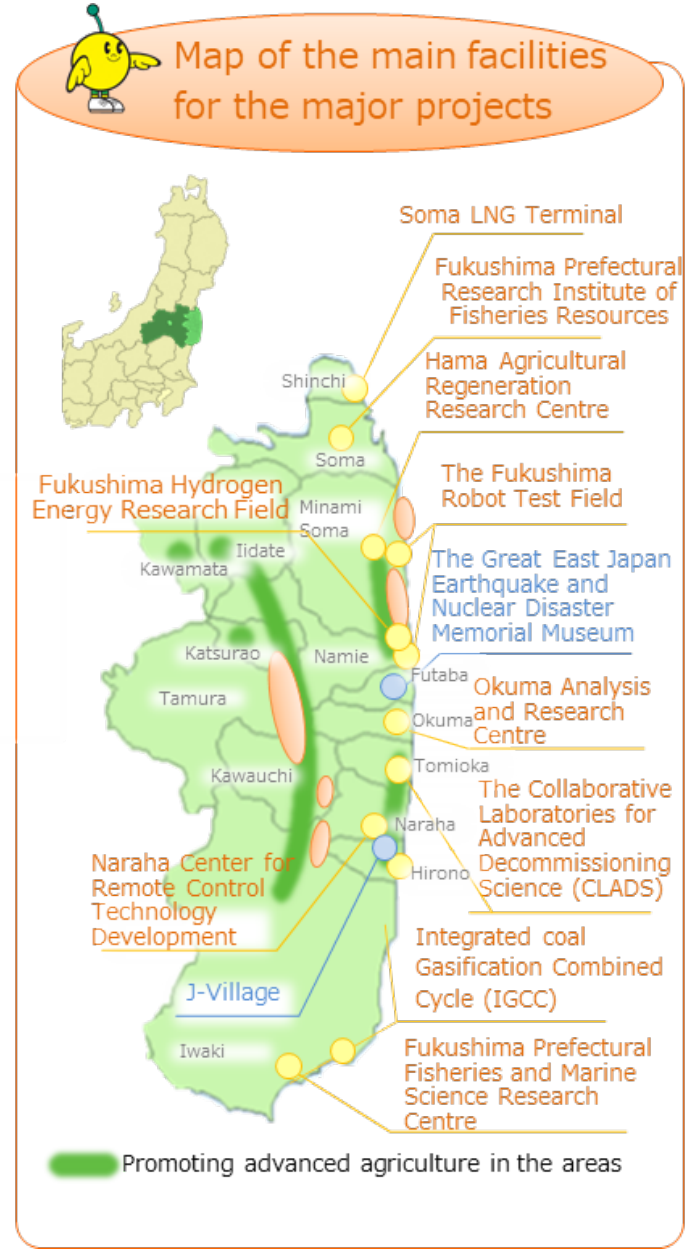 Map of the main facilities
for the major projects
Soma LNG Terminal
Fukushima Prefectural
Research Institute of
Fisheries Resources
Shinchi
Hama Agricultural
Regeneration
Research Centre
Soma
The Fukushima
Robot Test Field
Fukushima Hydrogen
Energy Research Field
Minami
Soma
Iidate
Kawamata
The Great East Japan
Earthquake and
Nuclear Disaster
Memorial Museum
Katsurao
Namie
Futaba
Tamura
Okuma Analysis
and Research
Centre
Okuma
Tomioka
Kawauchi
The Collaborative
Laboratories for
Advanced
Decommissioning
Science (CLADS)
Naraha
Hirono
Naraha Center for
Remote Control
Technology
Development
Integrated coal
Gasification Combined
Cycle (IGCC)
J-Village
Iwaki
Fukushima Prefectural
Fisheries and Marine
Science Research
Centre
Promoting advanced agriculture in the areas